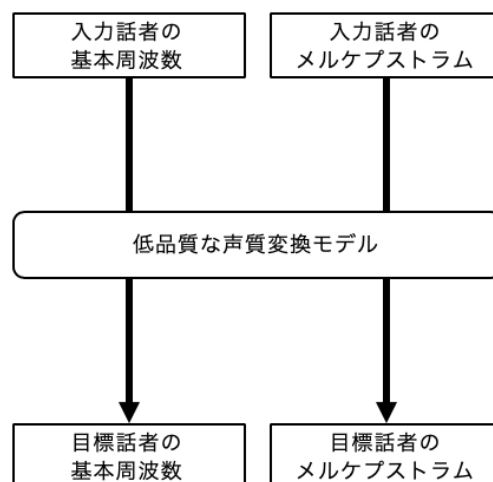 入力話者の
基本周波数
入力話者の
メルケプストラム
低品質な声質変換モデル
目標話者の
基本周波数
目標話者の
メルケプストラム